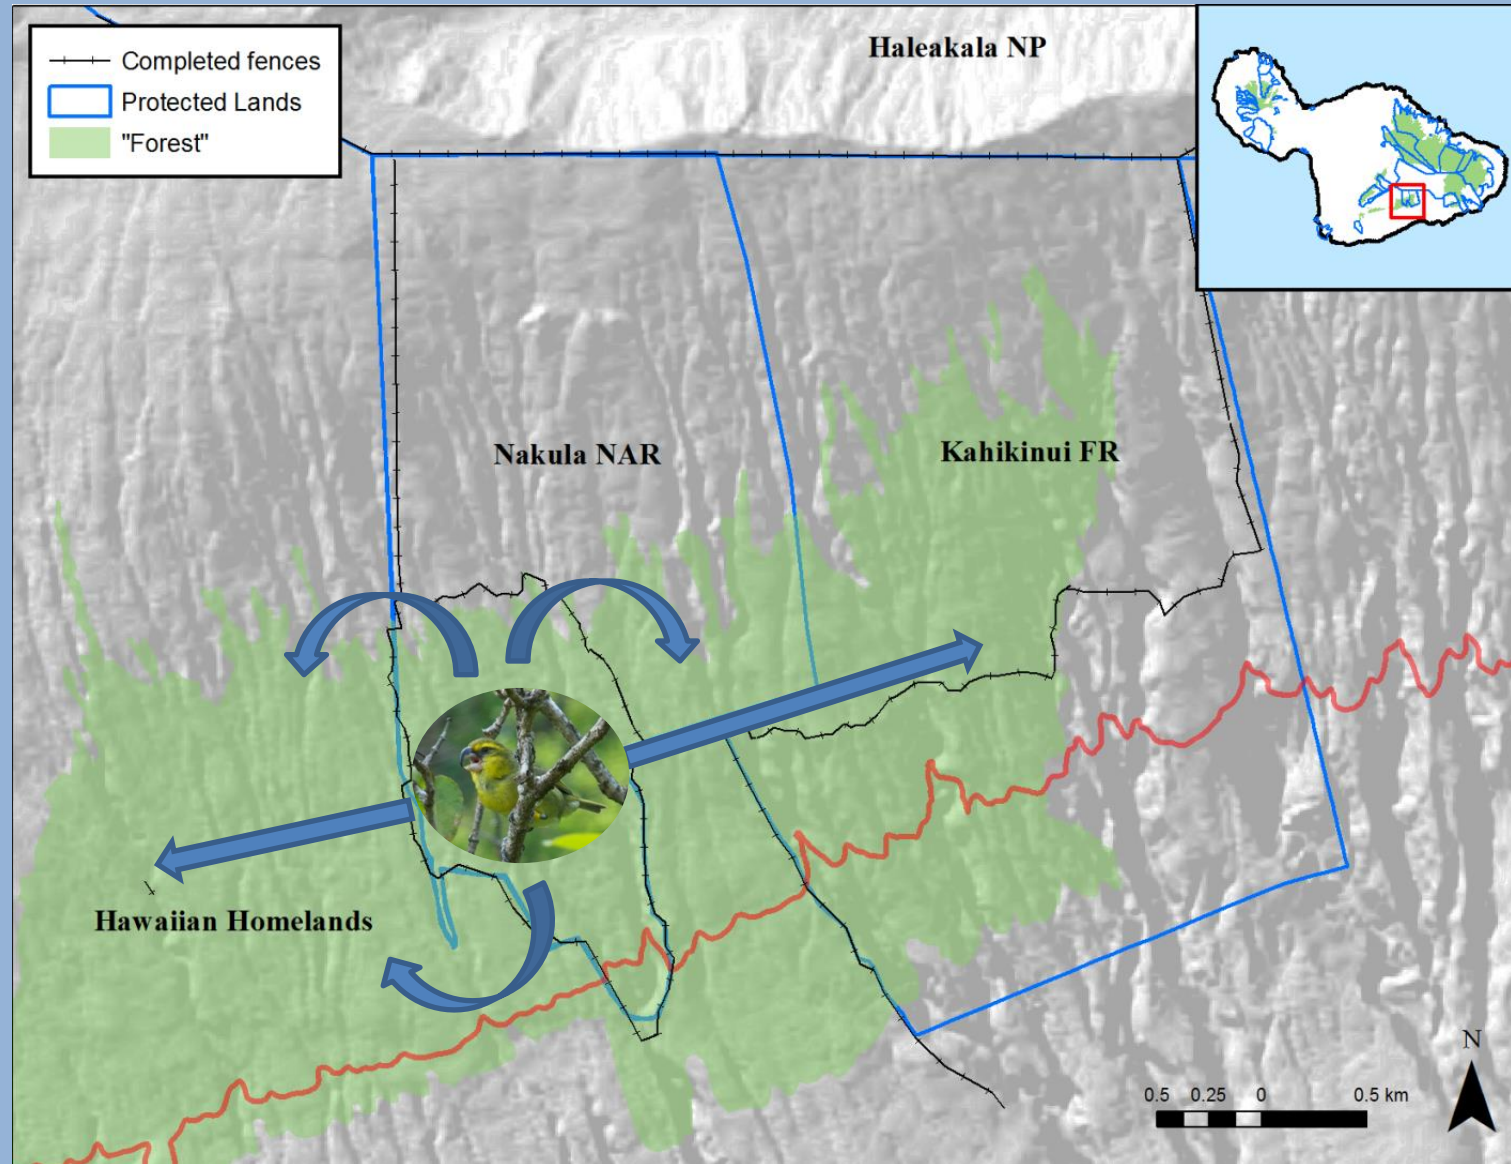 Completed fences
Protected Lands
"Forest"
Haleakala NP
Nakula NAR
Kahikinui FR
Hawaiian Homelands
N
0.5 0.25 0 0.5 km